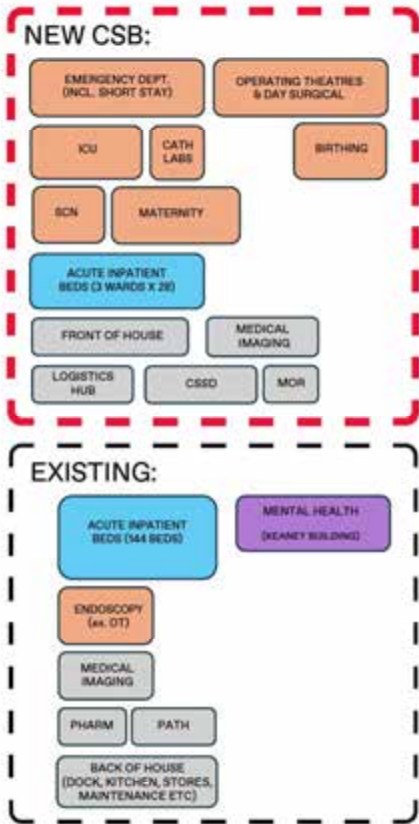 NEW CSB:
EMERGENCY DEPT.
(INCL. SHORT STAY)
OPERATING THEATRES
& DAY SURGICAL
ICU
CATH
LABS
BIRTHING
SCN
MATERNITY
ACUTE INPATIENT
BEDS (3 WARDS X 28)
FRONT OF HOUSE
MEDICAL
IMAGING
LOGISTICS
HUB
CSSD
MOR
EXISTING:
ACUTE INPATIENT
BEDS (144 BEDS)
MENTAL HEALTH
(KEANEY BUILDING)
ENDOSCOPY
(ex. OT)
MEDICAL
IMAGING
PHARM
PATH
BACK OF HOUSE
(DOCK, KITCHEN, STORES,
MAINTENANCE ETC)